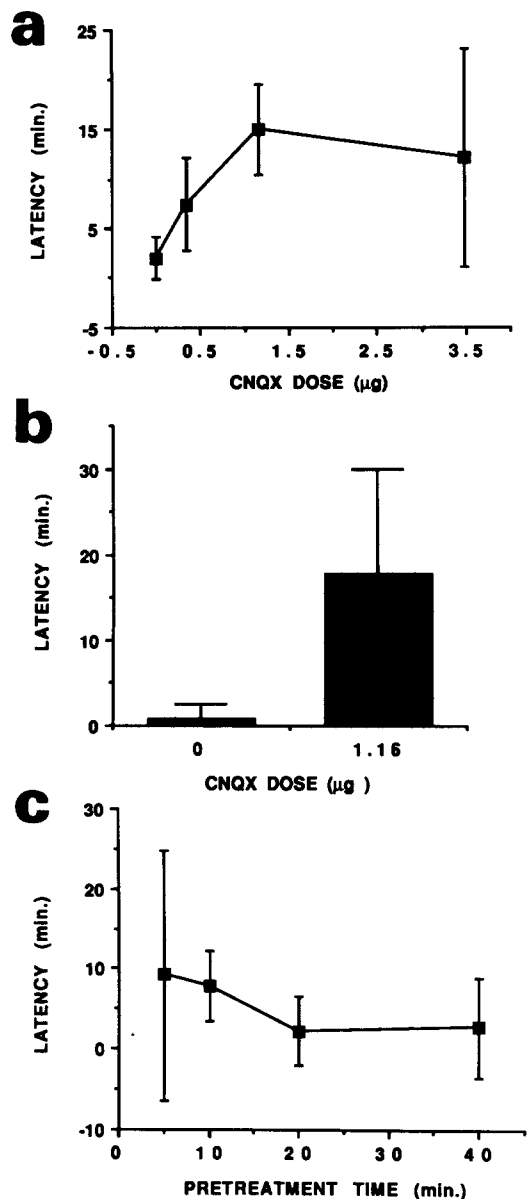 a
25
15
5
-5
LATENCY (min.)
-0.5 0.5 1.5 2.5 3.5
CNQX DOSE (µg)
b
30
20
10
0
LATENCY (min.)
0 1.16
CNQX DOSE (µg )
c
30
20
10
0
-10
LATENCY (min.)
0 10 20 30 40
PRETREATMENT TIME (min.)